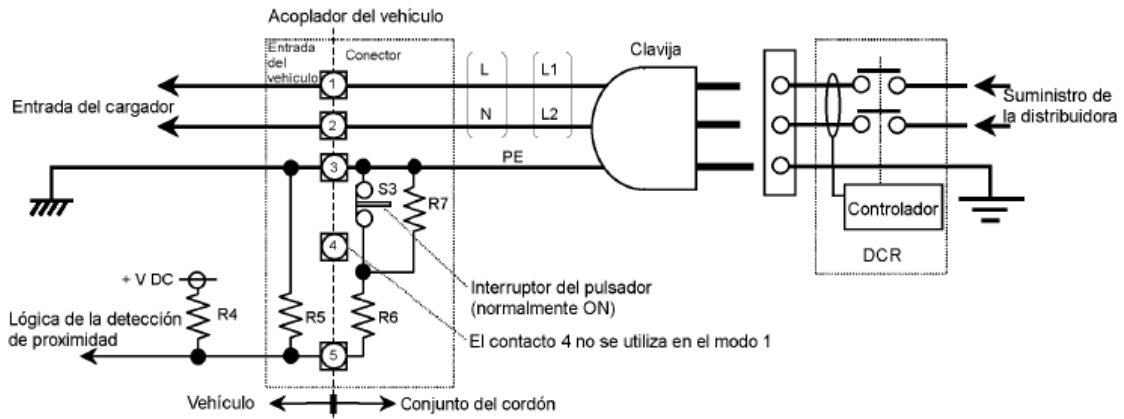 Acoplador del vehículo
Entrada
del
vehículo
Conector
Clavija
1
L
L1
Entrada del cargador
Suministro de
la distribuidora
2
N
L2
3
PE
S3
R7
Controlador
4
DCR
+ V DC
Interruptor del pulsador
(normalmente ON)
R4
R5
R6
Lógica de la detección
de proximidad
El contacto 4 no se utiliza en el modo 1
5
Vehículo
Conjunto del cordón